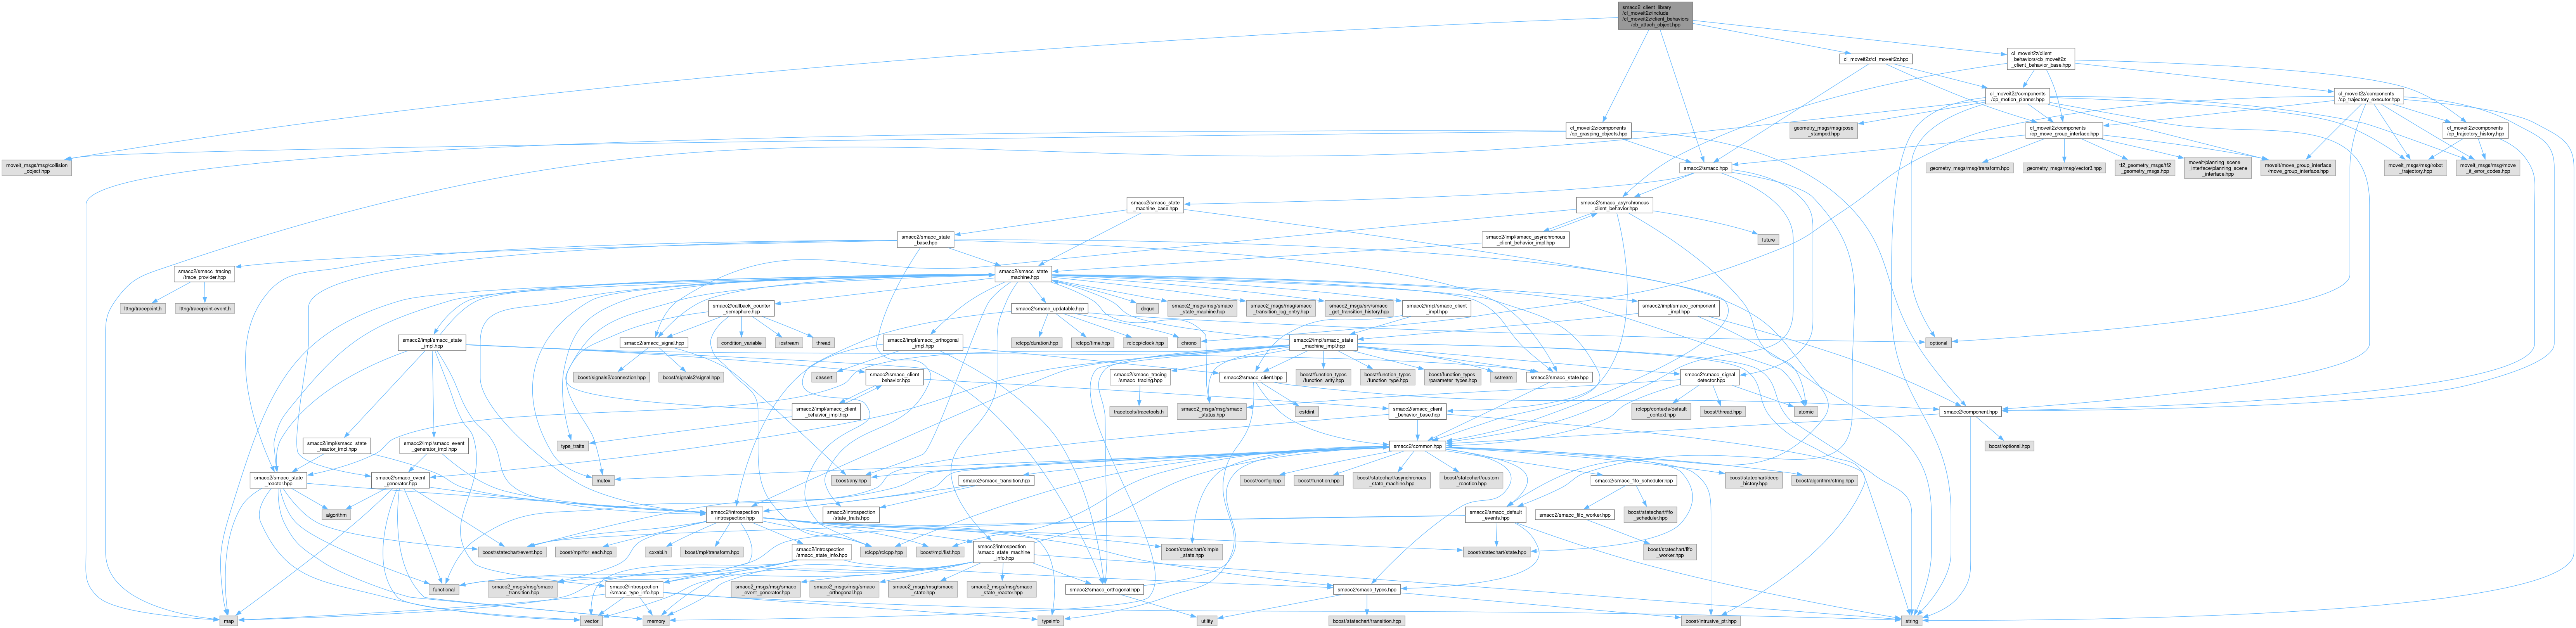 smacc2_client_library
/cl_moveit2z/include
/cl_moveit2z/client_behaviors
/cb_attach_object.hpp
cl_moveit2z/cl_moveit2z.hpp
cl_moveit2z/client
_behaviors/cb_moveit2z
_client_behavior_base.hpp
cl_moveit2z/components
/cp_motion_planner.hpp
cl_moveit2z/components
/cp_trajectory_executor.hpp
cl_moveit2z/components
/cp_grasping_objects.hpp
geometry_msgs/msg/pose
_stamped.hpp
cl_moveit2z/components
/cp_move_group_interface.hpp
cl_moveit2z/components
/cp_trajectory_history.hpp
moveit_msgs/msg/collision
_object.hpp
smacc2/smacc.hpp
geometry_msgs/msg/transform.hpp
geometry_msgs/msg/vector3.hpp
tf2_geometry_msgs/tf2
_geometry_msgs.hpp
moveit/planning_scene
_interface/planning_scene
_interface.hpp
moveit/move_group_interface
/move_group_interface.hpp
moveit_msgs/msg/robot
_trajectory.hpp
moveit_msgs/msg/move
_it_error_codes.hpp
smacc2/smacc_state
_machine_base.hpp
smacc2/smacc_asynchronous
_client_behavior.hpp
smacc2/smacc_state
_base.hpp
smacc2/impl/smacc_asynchronous
_client_behavior_impl.hpp
future
smacc2/smacc_tracing
/trace_provider.hpp
smacc2/smacc_state
_machine.hpp
lttng/tracepoint.h
lttng/tracepoint-event.h
smacc2/callback_counter
_semaphore.hpp
smacc2/smacc_updatable.hpp
deque
smacc2_msgs/msg/smacc
_state_machine.hpp
smacc2_msgs/msg/smacc
_transition_log_entry.hpp
smacc2_msgs/srv/smacc
_get_transition_history.hpp
smacc2/impl/smacc_client
_impl.hpp
smacc2/impl/smacc_component
_impl.hpp
smacc2/impl/smacc_state
_impl.hpp
smacc2/smacc_signal.hpp
condition_variable
iostream
thread
smacc2/impl/smacc_orthogonal
_impl.hpp
rclcpp/duration.hpp
rclcpp/time.hpp
rclcpp/clock.hpp
chrono
smacc2/impl/smacc_state
_machine_impl.hpp
optional
boost/signals2/connection.hpp
boost/signals2/signal.hpp
cassert
smacc2/smacc_client
_behavior.hpp
smacc2/smacc_tracing
/smacc_tracing.hpp
smacc2/smacc_client.hpp
boost/function_types
/function_arity.hpp
boost/function_types
/function_type.hpp
boost/function_types
/parameter_types.hpp
sstream
smacc2/smacc_state.hpp
smacc2/smacc_signal
_detector.hpp
smacc2/impl/smacc_client
_behavior_impl.hpp
tracetools/tracetools.h
smacc2_msgs/msg/smacc
_status.hpp
cstdint
smacc2/smacc_client
_behavior_base.hpp
rclcpp/contexts/default
_context.hpp
boost/thread.hpp
atomic
smacc2/component.hpp
smacc2/impl/smacc_state
_reactor_impl.hpp
smacc2/impl/smacc_event
_generator_impl.hpp
type_traits
smacc2/common.hpp
boost/optional.hpp
smacc2/smacc_state
_reactor.hpp
smacc2/smacc_event
_generator.hpp
mutex
boost/any.hpp
smacc2/smacc_transition.hpp
boost/config.hpp
boost/function.hpp
boost/statechart/asynchronous
_state_machine.hpp
boost/statechart/custom
_reaction.hpp
smacc2/smacc_fifo_scheduler.hpp
boost/statechart/deep
_history.hpp
boost/algorithm/string.hpp
algorithm
smacc2/introspection
/introspection.hpp
smacc2/introspection
/state_traits.hpp
smacc2/smacc_default
_events.hpp
smacc2/smacc_fifo_worker.hpp
boost/statechart/fifo
_scheduler.hpp
boost/statechart/event.hpp
boost/mpl/for_each.hpp
cxxabi.h
boost/mpl/transform.hpp
smacc2/introspection
/smacc_state_info.hpp
rclcpp/rclcpp.hpp
boost/mpl/list.hpp
smacc2/introspection
/smacc_state_machine
_info.hpp
boost/statechart/simple
_state.hpp
boost/statechart/state.hpp
boost/statechart/fifo
_worker.hpp
functional
smacc2_msgs/msg/smacc
_transition.hpp
smacc2/introspection
/smacc_type_info.hpp
smacc2_msgs/msg/smacc
_event_generator.hpp
smacc2_msgs/msg/smacc
_orthogonal.hpp
smacc2_msgs/msg/smacc
_state.hpp
smacc2_msgs/msg/smacc
_state_reactor.hpp
smacc2/smacc_orthogonal.hpp
smacc2/smacc_types.hpp
map
vector
memory
typeinfo
utility
boost/statechart/transition.hpp
boost/intrusive_ptr.hpp
string